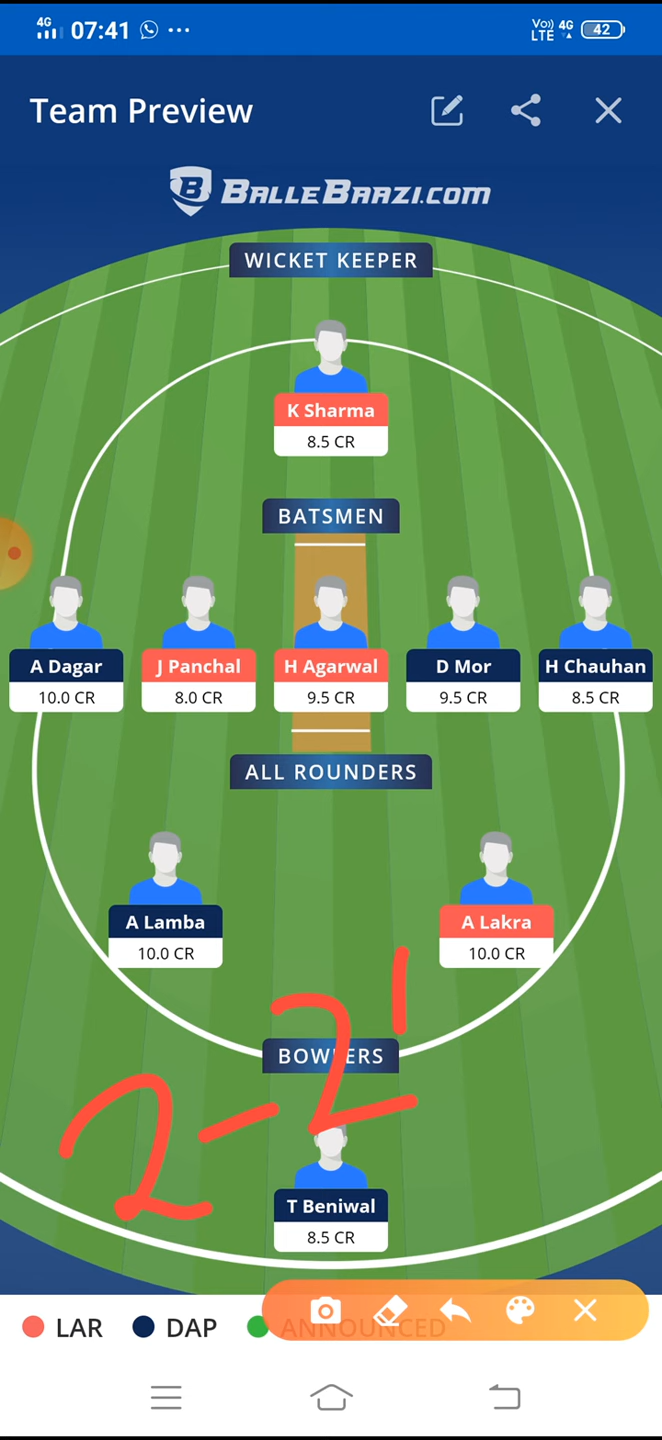 4G 07:41 ... Vo)) LTE 4G 42
Team Preview
B BALLEBAAZI.COM
WICKET KEEPER
K Sharma
8.5 CR
BATSMEN
A Dagar J Panchal H Agarwal D Mor H Chauhan
10.0 CR 8.0 CR 9.5 CR 9.5 CR 8.5 CR
ALL ROUNDERS
A Lamba A Lakra
10.0 CR 10.0 CR
BOWLERS
2-2'
T Beniwal
8.5 CR
LAR DAP ANNOUNCED